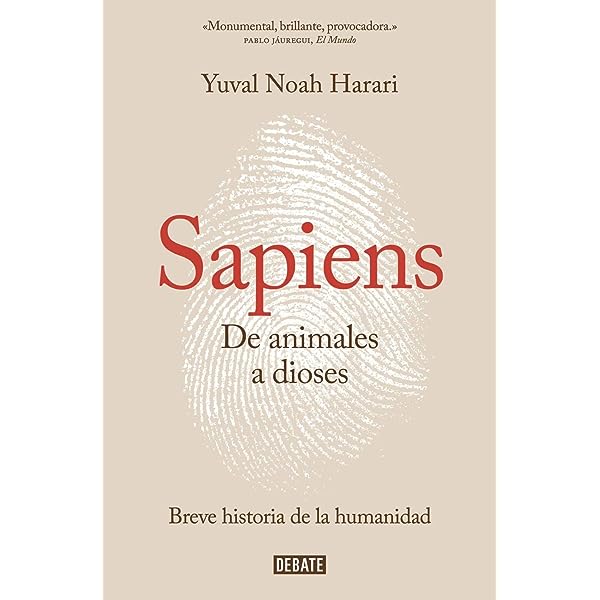 «Monumental, brillante, provocadora.»
PABLO JÁUREGUI, El Mundo
Yuval Noah Harari
Sapiens
De animales
a dioses
Breve historia de la humanidad
DEBATE